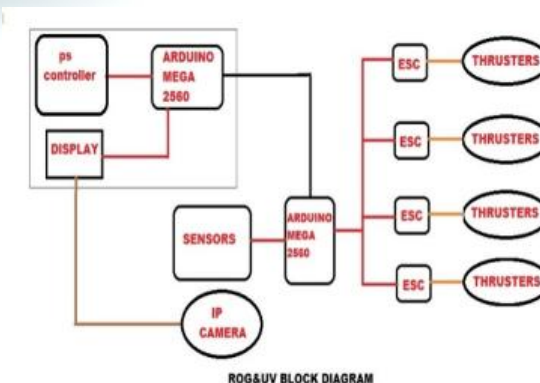 ps
controller
ARDUINO
MEGA
2560
DISPLAY
SENSORS
IP
CAMERA
ARDUINO
MEGA
2560
ESC
THRUSTERS
ESC
THRUSTERS
ESC
THRUSTERS
ESC
THRUSTERS
ROG&UV BLOCK DIAGRAM